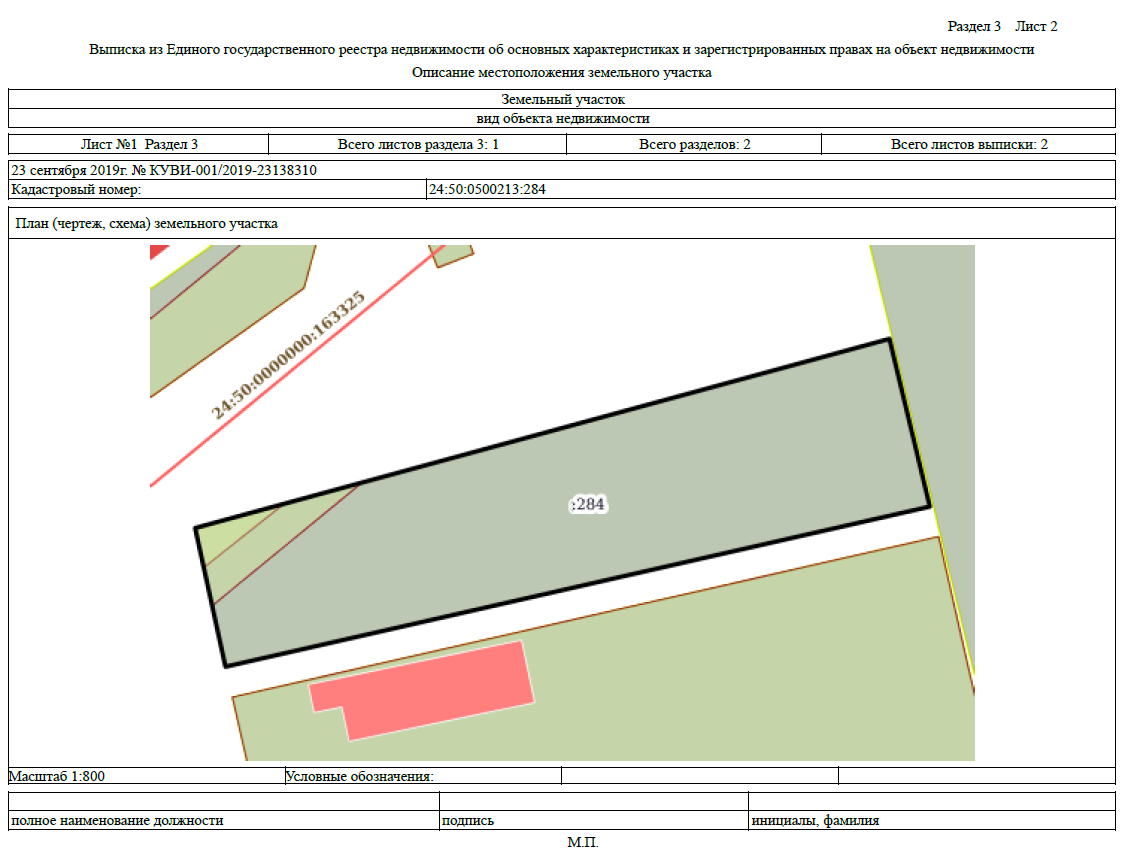 Раздел 3 Лист 2
Выписка из Единого государственного реестра недвижимости об основных характеристиках и зарегистрированных правах на объект недвижимости
Описание местоположения земельного участка
Земельный участок
вид объекта недвижимости
Лист №1 Раздел 3 Всего листов раздела 3: 1 Всего разделов: 2 Всего листов выписки: 2
23 сентября 2019г. № КУВИ-001/2019-23138310
Кадастровый номер: 24:50:0500213:284
План (чертеж, схема) земельного участка
24:50:0000000:163325
:284
Масштаб 1:800 Условные обозначения:
полное наименование должности подпись инициалы, фамилия
М.П.